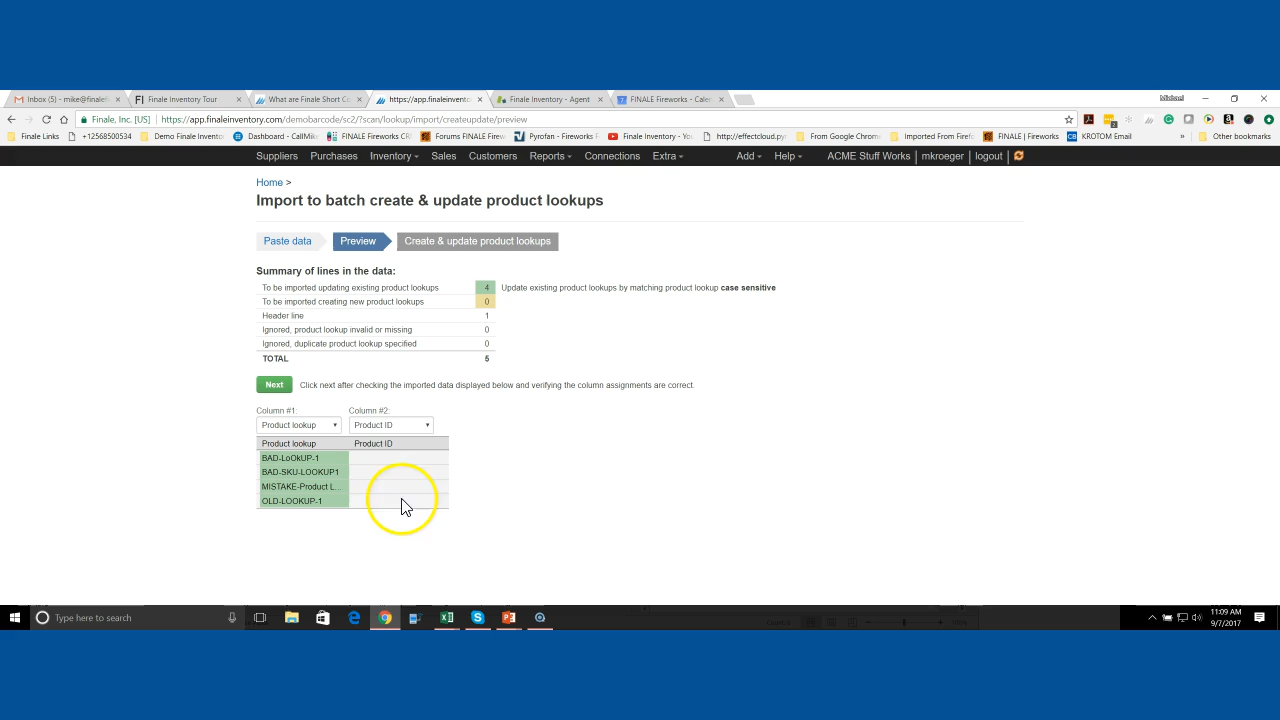 Inbox (5) - mike@finalef
Finale Inventory Tour
What are Finale Short Co
https://app.finaleinvento
Finale Inventory - Agent
FINALE Fireworks - Calen
https://app.finaleinventory.com/demobarcode/sc2/?scan/lookup/import/createupdate/preview
Finale Links
+12568500534
Demo Finale Invento
Dashboard - CallMike
FINALE Fireworks CR
Forums FINALE Firew
Pyrofan - Fireworks F
Finale Inventory - Yo
http://effectcloud.py
From Google Chrome
Imported From Firef
FINALE | Fireworks
KROTOM Email
»
Other bookmarks
Suppliers Purchases Inventory Sales Customers Reports Connections Extra Add Help ACME Stuff Works mkroeger logout
Home >
Import to batch create & update product lookups
Paste data Preview Create & update product lookups
Summary of lines in the data:
To be imported updating existing product lookups 4 Update existing product lookups by matching product lookup case sensitive
To be imported creating new product lookups 0
Header line 1
Ignored, product lookup invalid or missing 0
Ignored, duplicate product lookup specified 0
TOTAL 5
Next Click next after checking the imported data displayed below and verifying the column assignments are correct.
Column #1: Column #2:
Product lookup Product ID
Product lookup Product ID
BAD-LoOkUP-1
BAD-SKU-LOOKUP1
MISTAKE-Product L...
OLD-LOOKUP-1
Type here to search
11:09 AM
9/7/2017